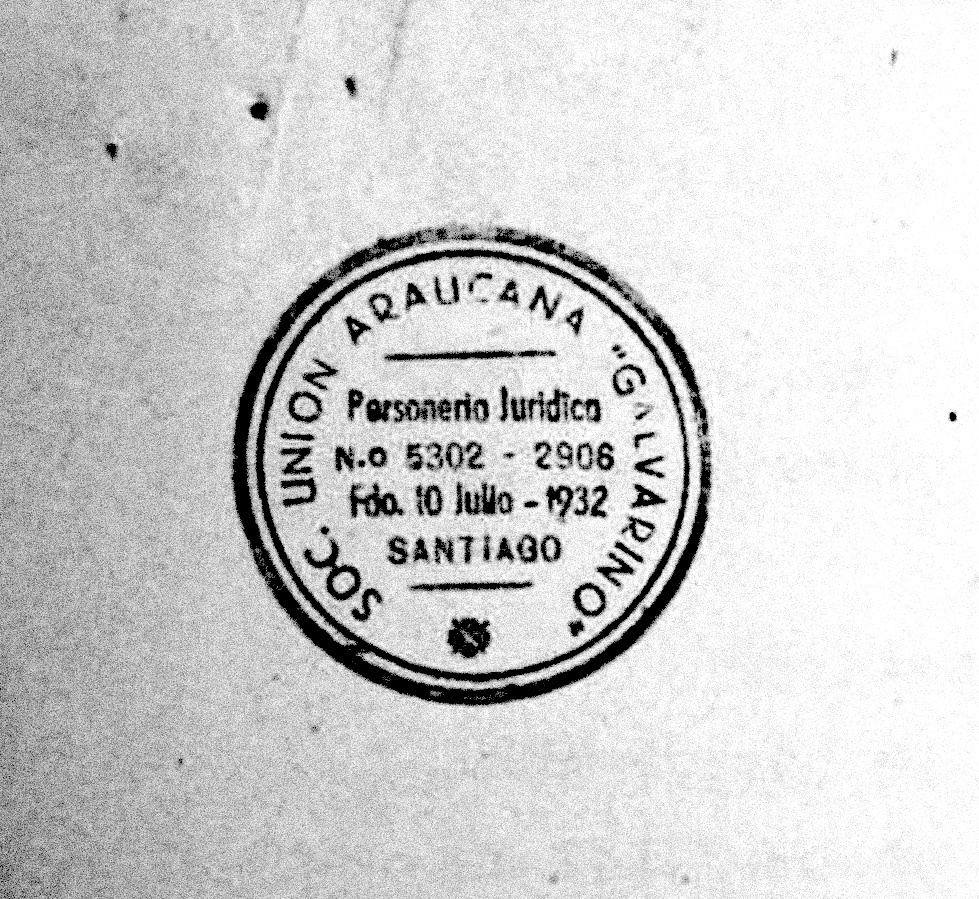 SOC. UNION ARAUCANA "GALVARINO"
Personeria Juridica
N.o 5302 - 2906
Fdo. 10 Julio - 1932
SANTIAGO